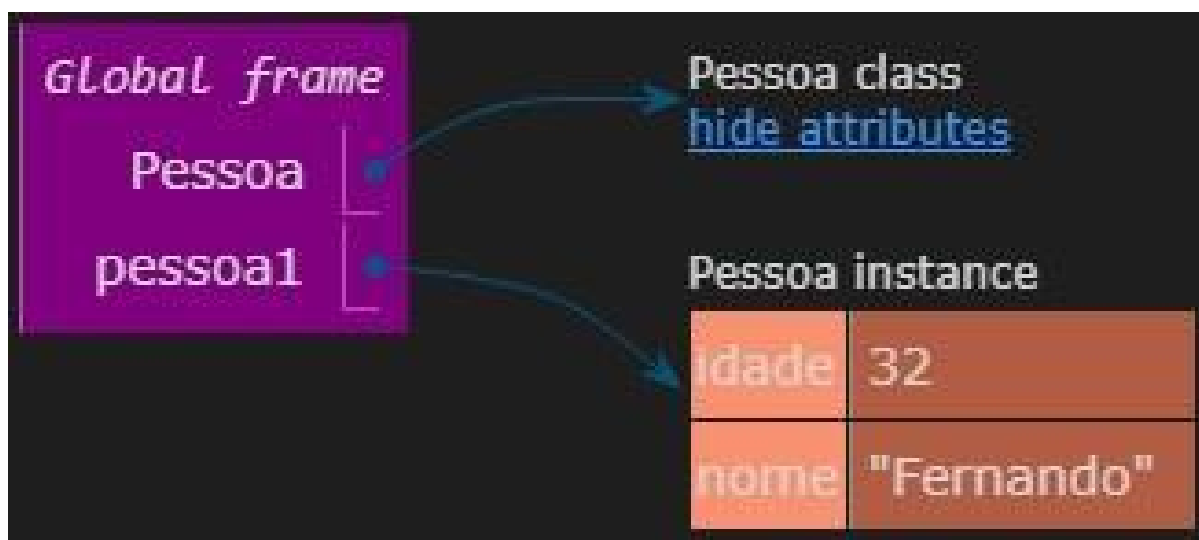 Global frame
Pessoa
pessoa1
Pessoa class
hide attributes
Pessoa instance
idade 32
nome "Fernando"